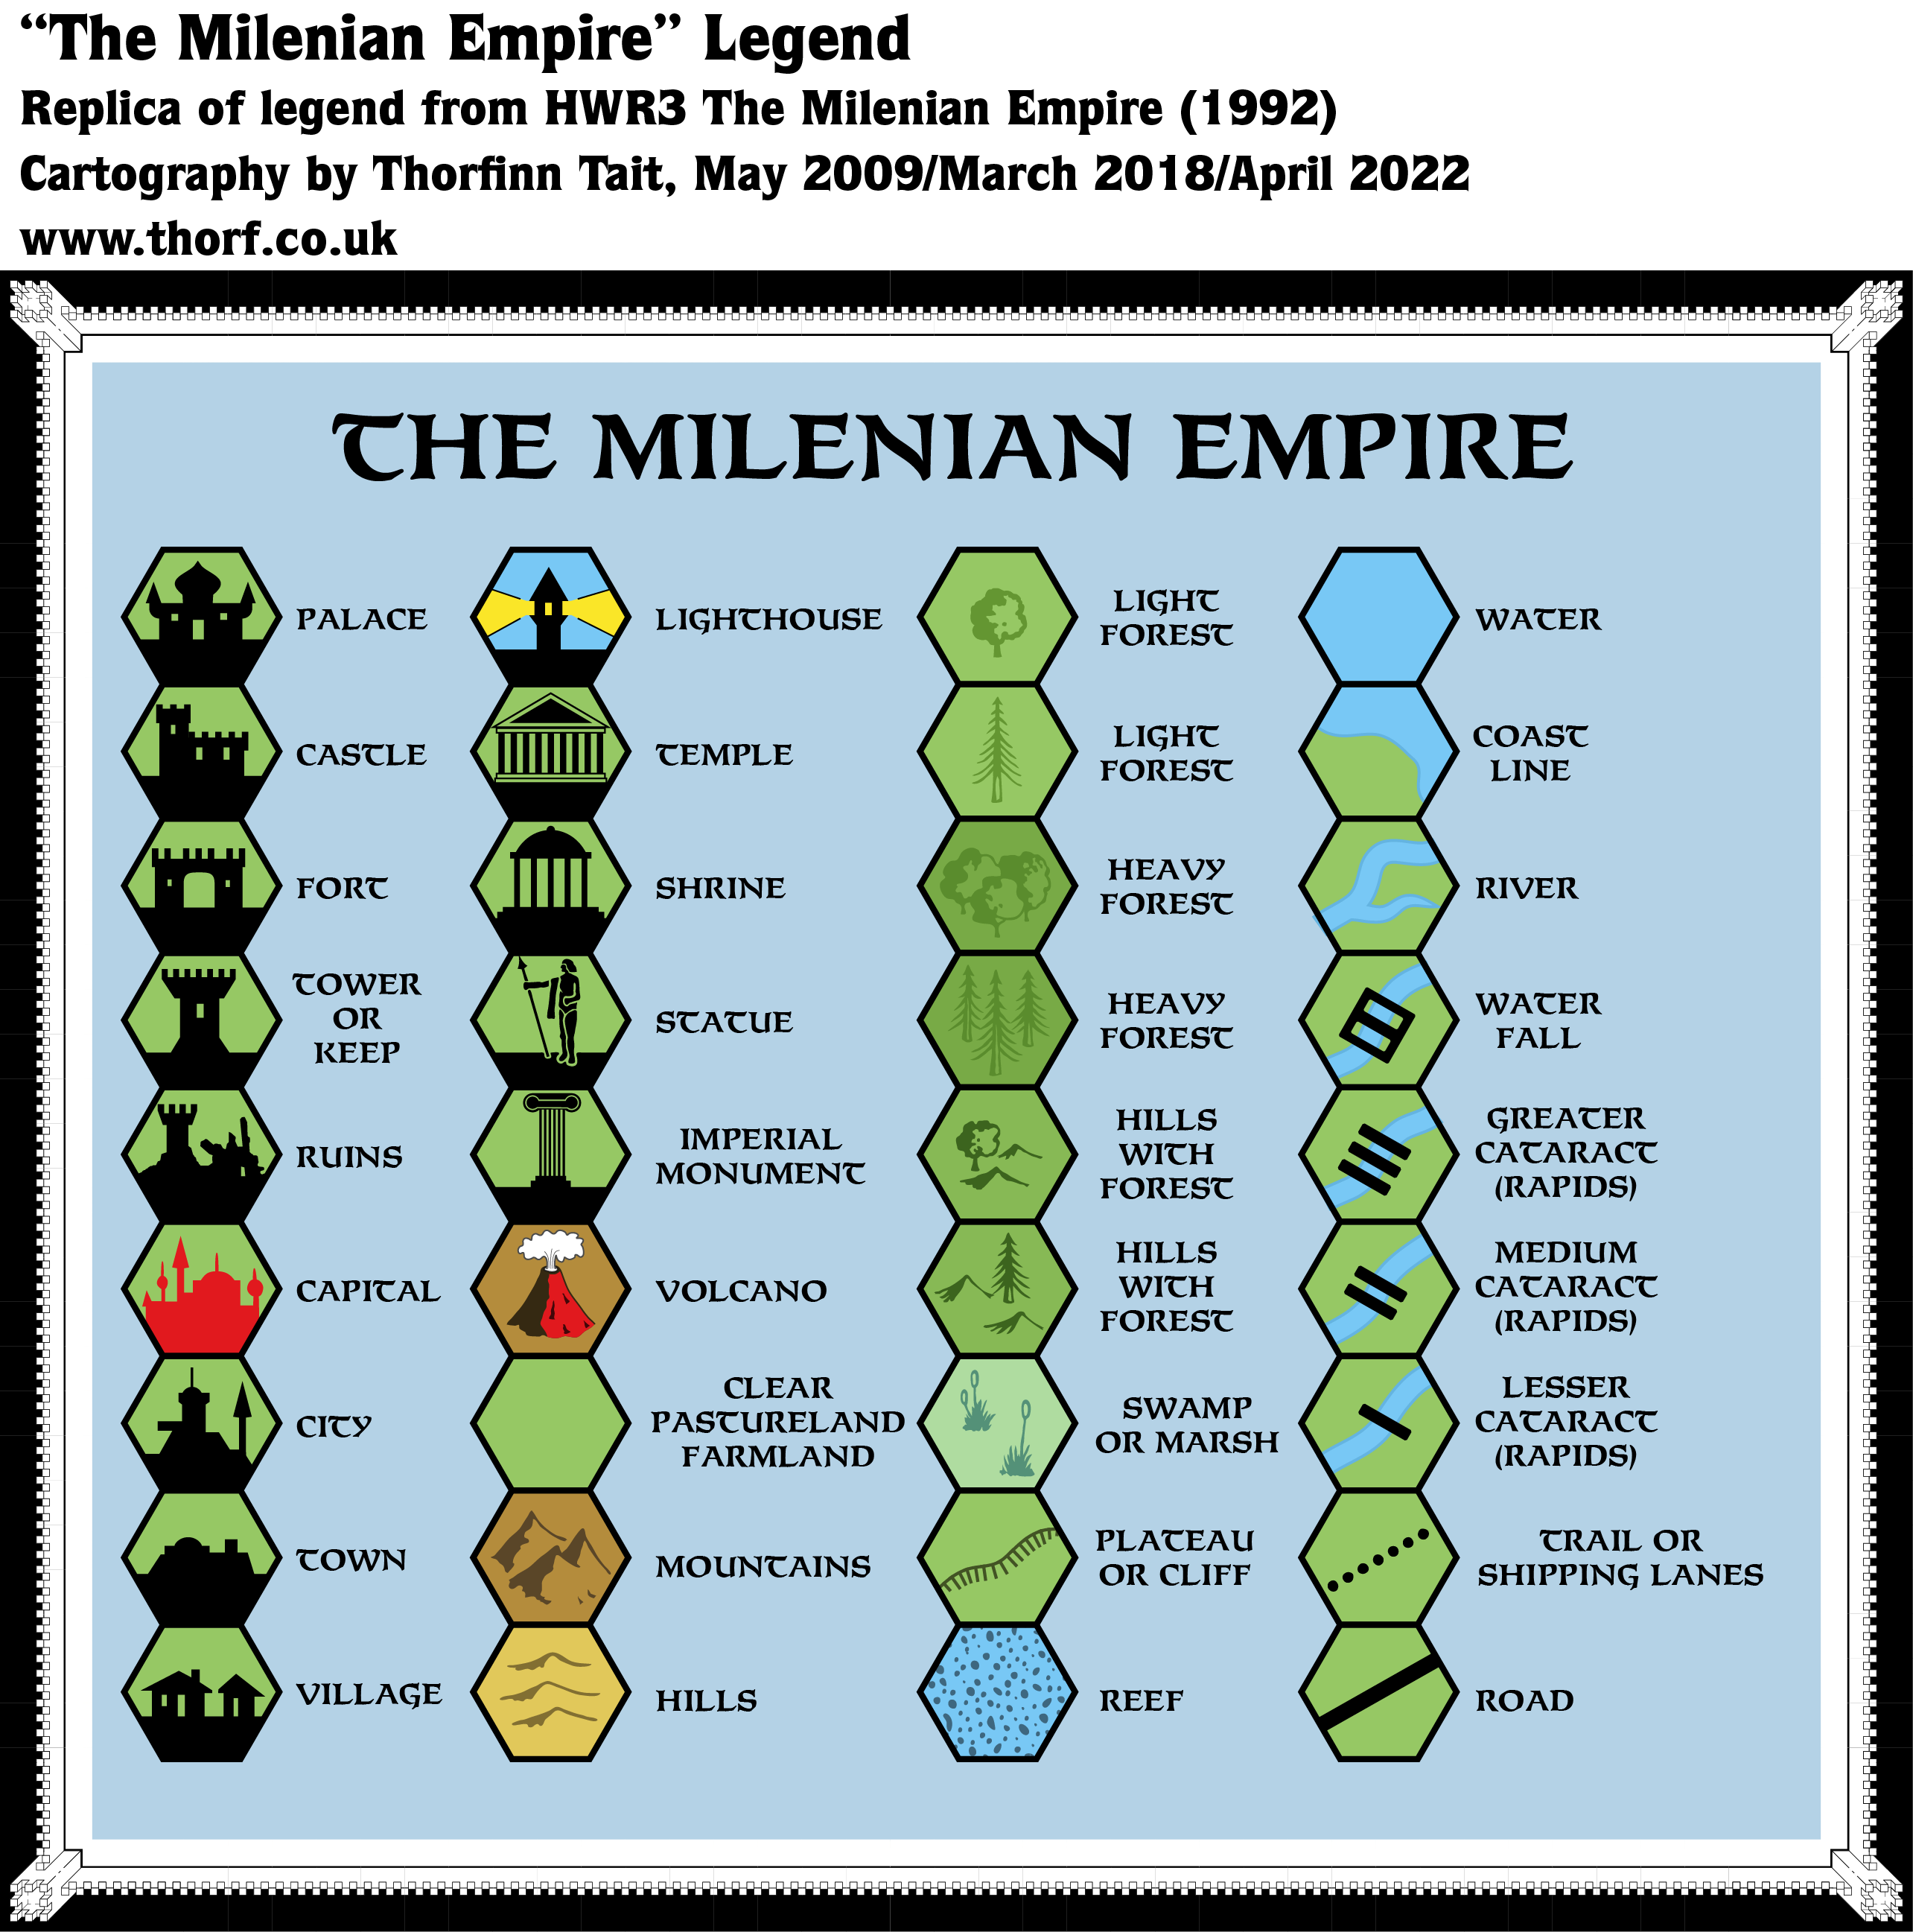 “The Milenian Empire” Legend
Replica of legend from HWR3 The Milenian Empire (1992)
Cartography by Thorfinn Tait, May 2009/March 2018/April 2022
www.thorf.co.uk
THE MILENIAN EMPIRE
PALACE
CASTLE
FORT
TOWER
OR
KEEP
RUINS
CAPITAL
CITY
TOWN
VILLAGE
LIGHTHOUSE
TEMPLE
SHRINE
STATUE
IMPERIAL
MONUMENT
VOLCANO
CLEAR
PASTURELAND
FARMLAND
MOUNTAINS
HILLS
LIGHT
FOREST
LIGHT
FOREST
HEAVY
FOREST
HEAVY
FOREST
HILLS
WITH
FOREST
HILLS
WITH
FOREST
SWAMP
OR MARSH
PLATEAU
OR CLIFF
REEF
WATER
COAST
LINE
RIVER
WATER
FALL
GREATER
CATARACT
(RAPIDS)
MEDIUM
CATARACT
(RAPIDS)
LESSER
CATARACT
(RAPIDS)
TRAIL OR
SHIPPING LANES
ROAD